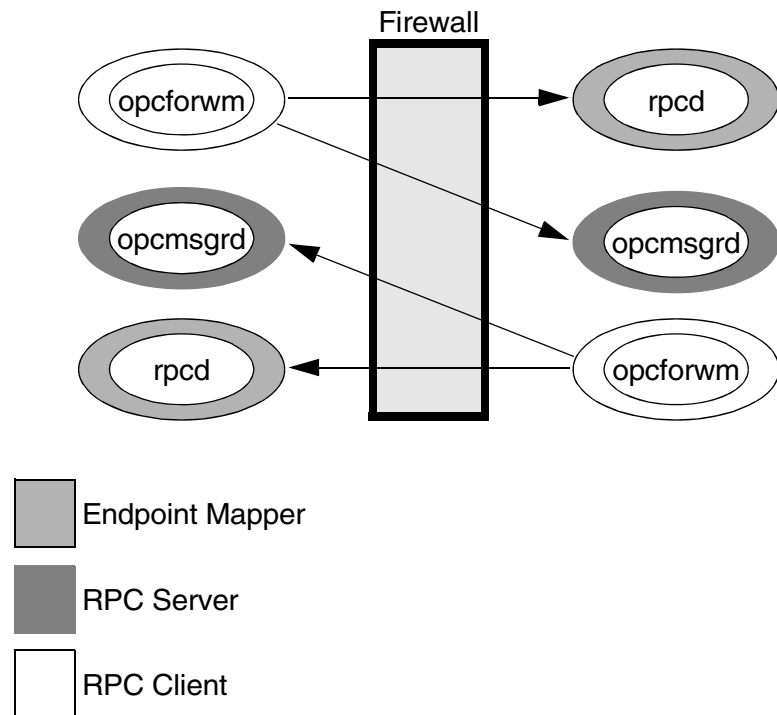 Firewall
opcforwm
rpcd
opcmsgrd
opcmsgrd
rpcd
opcforwm
Endpoint Mapper
RPC Server
RPC Client